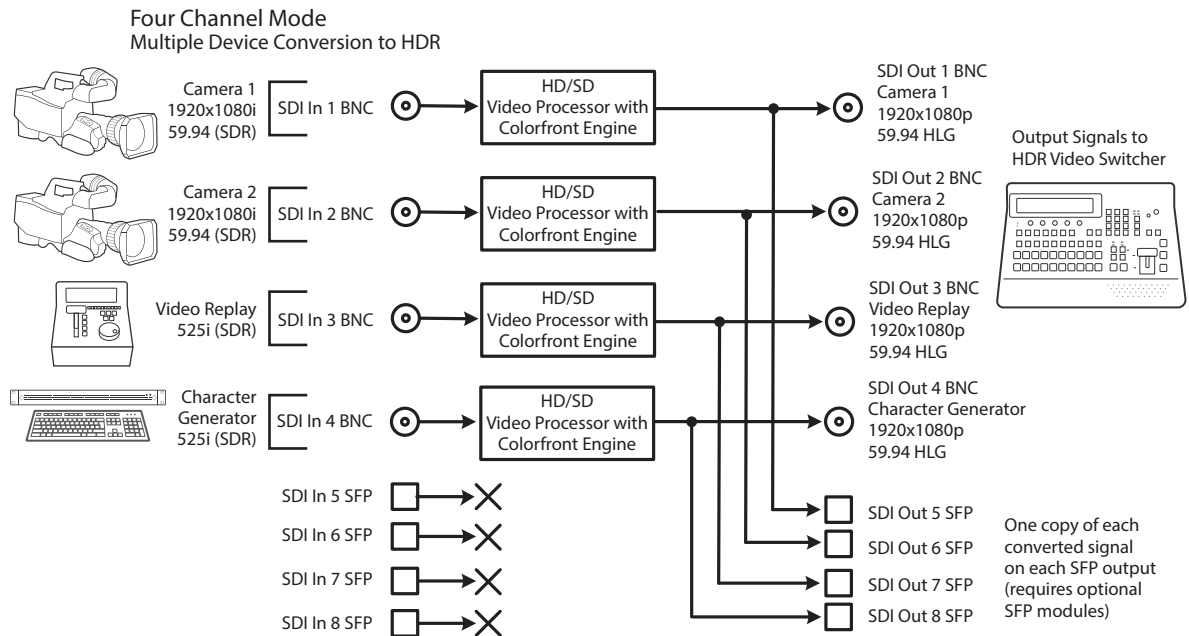 Four Channel Mode
Multiple Device Conversion to HDR
Camera 1
1920x1080i
59.94 (SDR)
SDI In 1 BNC
HD/SD
Video Processor with
Colorfront Engine
SDI Out 1 BNC
Camera 1
1920x1080p
59.94 HLG
Output Signals to
HDR Video Switcher
Camera 2
1920x1080i
59.94 (SDR)
SDI In 2 BNC
HD/SD
Video Processor with
Colorfront Engine
SDI Out 2 BNC
Camera 2
1920x1080p
59.94 HLG
Video Replay
525i (SDR)
SDI In 3 BNC
HD/SD
Video Processor with
Colorfront Engine
SDI Out 3 BNC
Video Replay
1920x1080p
59.94 HLG
Character
Generator
525i (SDR)
SDI In 4 BNC
HD/SD
Video Processor with
Colorfront Engine
SDI Out 4 BNC
Character Generator
1920x1080p
59.94 HLG
SDI In 5 SFP
SDI In 6 SFP
SDI In 7 SFP
SDI In 8 SFP
SDI Out 5 SFP
SDI Out 6 SFP
SDI Out 7 SFP
SDI Out 8 SFP
One copy of each
converted signal
on each SFP output
(requires optional
SFP modules)